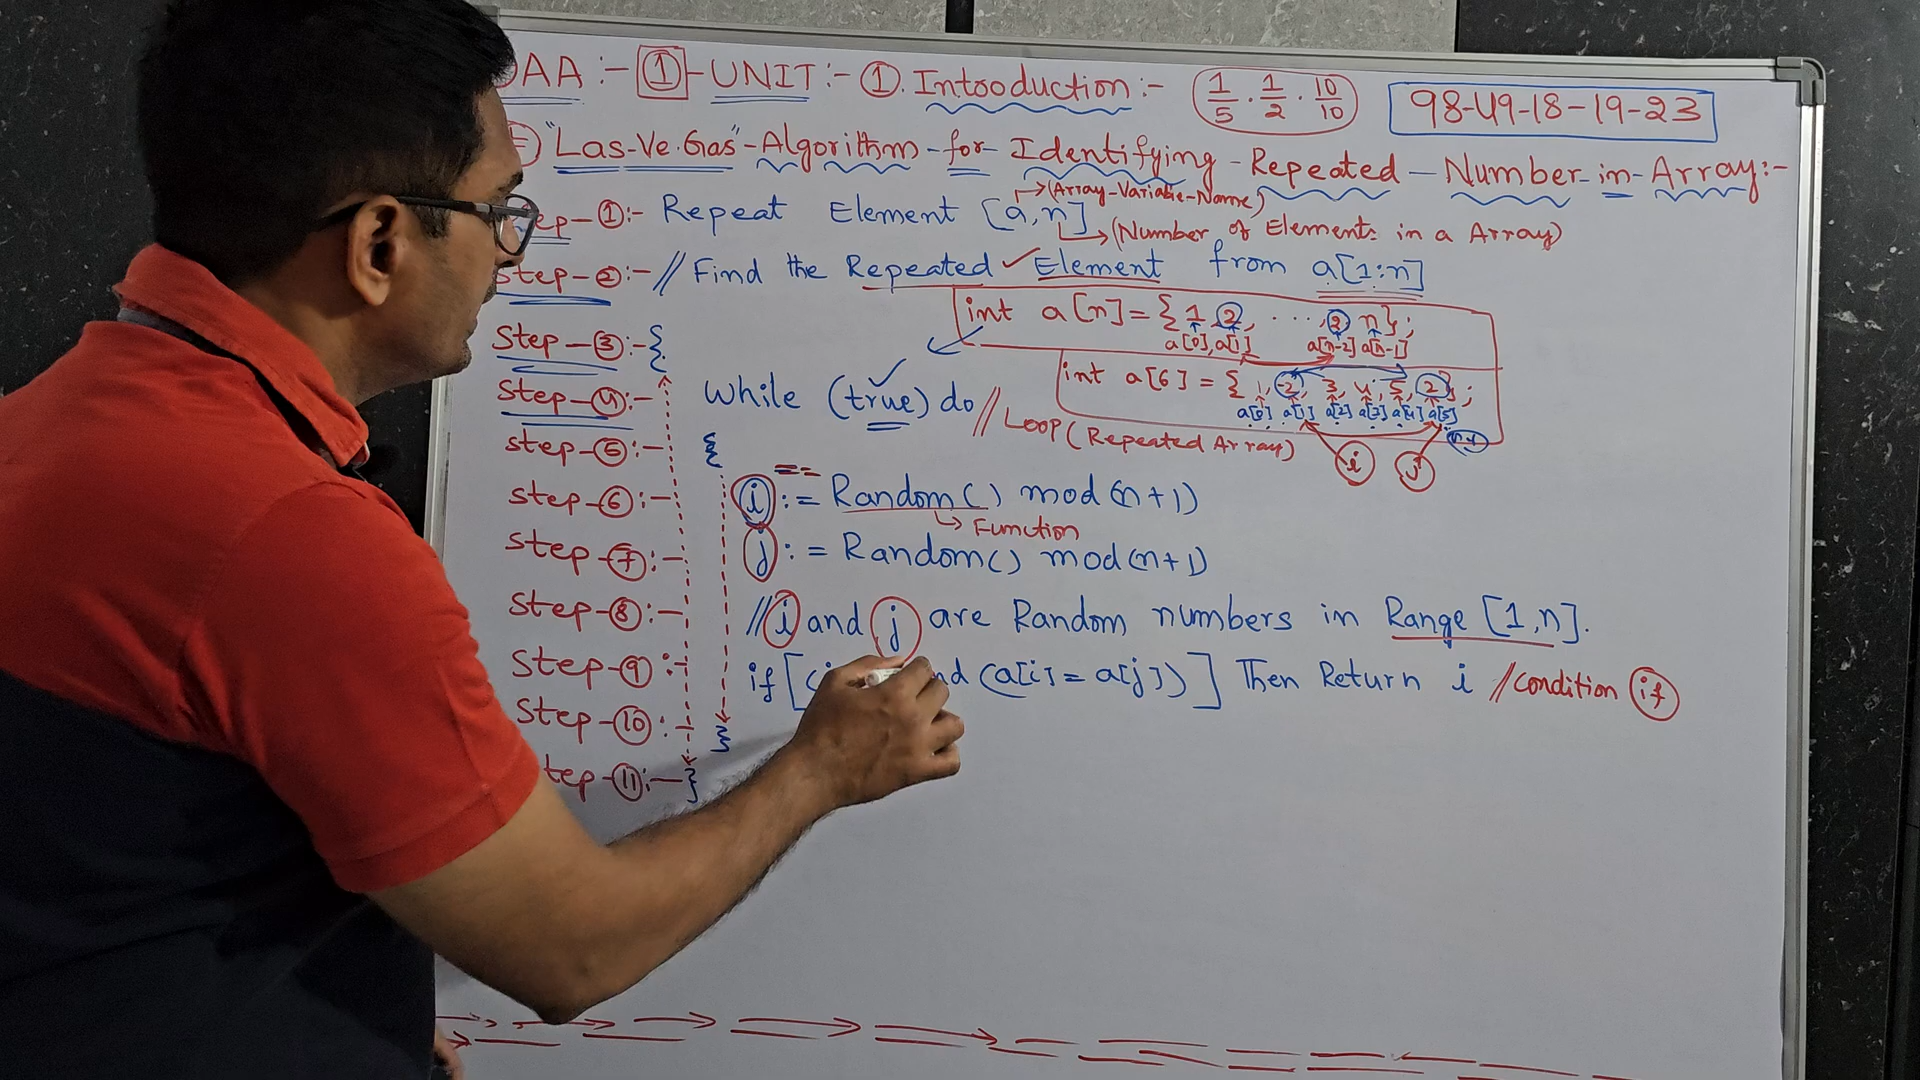 AA :- ① - UNIT :- ①. Intooduction :- 1/5 . 1/2 . 10/10 98-49-18-19-23
"Las-Ve.Gas" - Algorithm - for - Identifying - Repeated - Number - in - Array :-
ep - ① :- Repeat Element [a,n] → (Array-Variable-Name)
→ (Number of Elements in a Array)
Step - ② :- // Find the Repeated ✓ Element from a[1:n]
int a[n] = { 1, 2, ..., 2, n};
a[0], a[1] a[n-2] a[n-1]
Step - ③ :- {
int a[6] = { 1, 2, 3, 4, 5, 2};
a[0] a[1] a[2] a[3] a[4] a[5]
Step - ④ :- While (true) do // Loop (Repeated Array)
i j
Step - ⑤ :- {
Step - ⑥ :- i := Random() mod (n+1)
→ Function
Step - ⑦ :- j := Random() mod (n+1)
Step - ⑧ :- // i and j are Random numbers in Range [1,n].
Step - ⑨ :- if [ (i nd (a[i] = a[j]) ] Then Return i // condition if
Step - ⑩ :- }
tep - ⑪ :- }